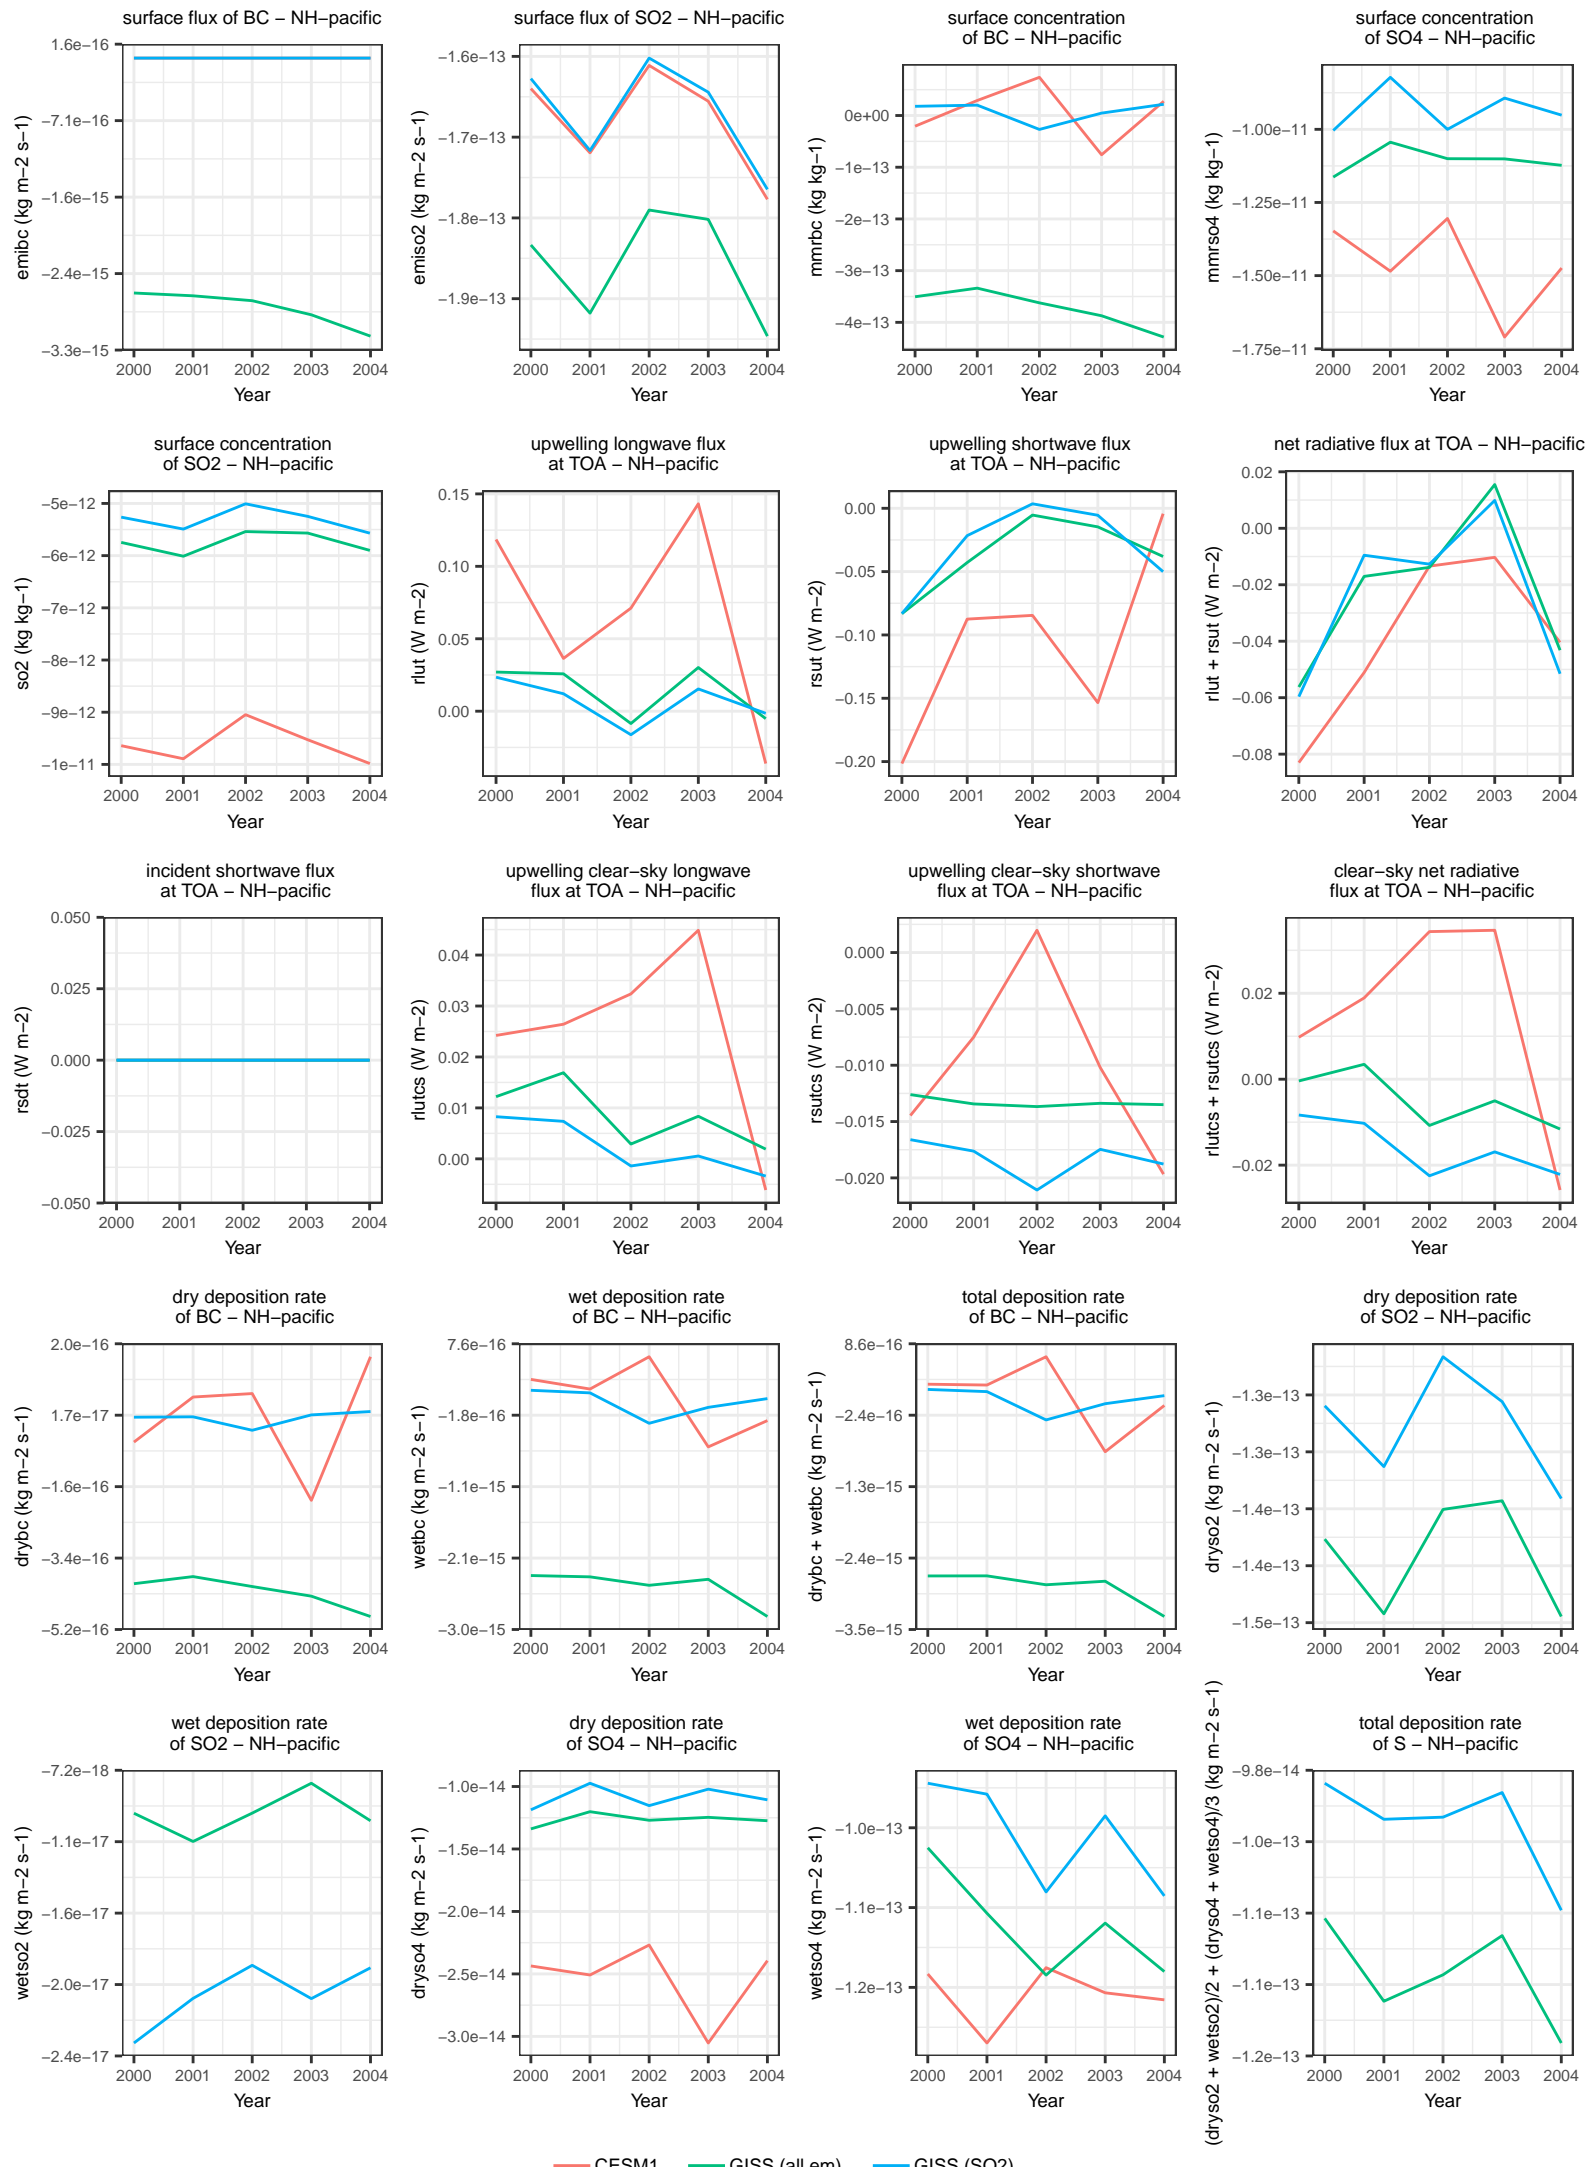 surface flux of BC − NH−pacific
1.6e−16
−7.1e−16
−1.6e−15
−2.4e−15
−3.3e−15
emibc (kg m−2 s−1)
2000 2001 2002 2003 2004
Year
surface flux of SO2 − NH−pacific
−1.6e−13
−1.7e−13
−1.8e−13
−1.9e−13
emiso2 (kg m−2 s−1)
2000 2001 2002 2003 2004
Year
surface concentration
of BC − NH−pacific
0e+00
−1e−13
−2e−13
−3e−13
−4e−13
mmrbc (kg kg−1)
2000 2001 2002 2003 2004
Year
surface concentration
of SO4 − NH−pacific
−1.00e−11
−1.25e−11
−1.50e−11
−1.75e−11
mmrso4 (kg kg−1)
2000 2001 2002 2003 2004
Year
surface concentration
of SO2 − NH−pacific
−5e−12
−6e−12
−7e−12
−8e−12
−9e−12
−1e−11
so2 (kg kg−1)
2000 2001 2002 2003 2004
Year
upwelling longwave flux
at TOA − NH−pacific
0.15
0.10
0.05
0.00
rlut (W m−2)
2000 2001 2002 2003 2004
Year
upwelling shortwave flux
at TOA − NH−pacific
0.00
−0.05
−0.10
−0.15
−0.20
rsut (W m−2)
2000 2001 2002 2003 2004
Year
net radiative flux at TOA − NH−pacific
0.02
0.00
−0.02
−0.04
−0.06
−0.08
rlut + rsut (W m−2)
2000 2001 2002 2003 2004
Year
incident shortwave flux
at TOA − NH−pacific
0.050
0.025
0.000
−0.025
−0.050
rsdt (W m−2)
2000 2001 2002 2003 2004
Year
upwelling clear−sky longwave
flux at TOA − NH−pacific
0.04
0.03
0.02
0.01
0.00
rlutcs (W m−2)
2000 2001 2002 2003 2004
Year
upwelling clear−sky shortwave
flux at TOA − NH−pacific
0.000
−0.005
−0.010
−0.015
−0.020
rsutcs (W m−2)
2000 2001 2002 2003 2004
Year
clear−sky net radiative
flux at TOA − NH−pacific
0.02
0.00
−0.02
rlutcs + rsutcs (W m−2)
2000 2001 2002 2003 2004
Year
dry deposition rate
of BC − NH−pacific
2.0e−16
1.7e−17
−1.6e−16
−3.4e−16
−5.2e−16
drybc (kg m−2 s−1)
2000 2001 2002 2003 2004
Year
wet deposition rate
of BC − NH−pacific
7.6e−16
−1.8e−16
−1.1e−15
−2.1e−15
−3.0e−15
wetbc (kg m−2 s−1)
2000 2001 2002 2003 2004
Year
total deposition rate
of BC − NH−pacific
8.6e−16
−2.4e−16
−1.3e−15
−2.4e−15
−3.5e−15
drybc + wetbc (kg m−2 s−1)
2000 2001 2002 2003 2004
Year
dry deposition rate
of SO2 − NH−pacific
−1.3e−13
−1.3e−13
−1.4e−13
−1.4e−13
−1.5e−13
dryso2 (kg m−2 s−1)
2000 2001 2002 2003 2004
Year
wet deposition rate
of SO2 − NH−pacific
−7.2e−18
−1.1e−17
−1.6e−17
−2.0e−17
−2.4e−17
wetso2 (kg m−2 s−1)
2000 2001 2002 2003 2004
Year
dry deposition rate
of SO4 − NH−pacific
−1.0e−14
−1.5e−14
−2.0e−14
−2.5e−14
−3.0e−14
dryso4 (kg m−2 s−1)
2000 2001 2002 2003 2004
Year
wet deposition rate
of SO4 − NH−pacific
−1.0e−13
−1.1e−13
−1.2e−13
wetso4 (kg m−2 s−1)
2000 2001 2002 2003 2004
Year
total deposition rate
of S − NH−pacific
−9.8e−14
−1.0e−13
−1.1e−13
−1.1e−13
−1.2e−13
(dryso2 + wetso2)/2 + (dryso4 + wetso4)/3 (kg m−2 s−1)
2000 2001 2002 2003 2004
Year
CESM1 GISS (all em) GISS (SO2)